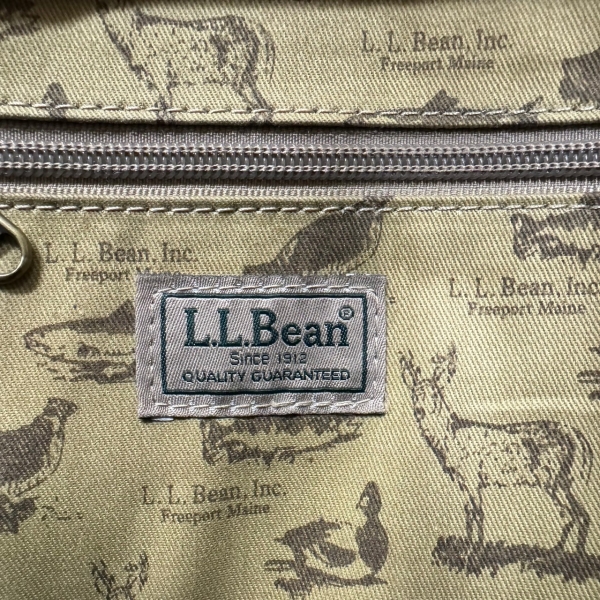 L. L. Bean, Inc.
Freeport Maine
L. L. Bean, Inc.
Freeport Maine
L. L. Bean, Inc.
Freeport Maine
L.L.Bean®
Since 1912
QUALITY GUARANTEED
L. L. Bean, Inc.
Freeport Maine